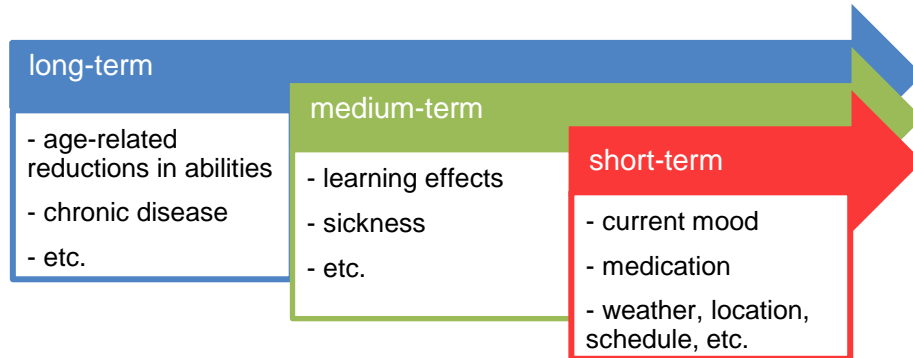 long-term
- age-related
reductions in abilities
- chronic disease
- etc.
medium-term
- learning effects
- sickness
- etc.
short-term
- current mood
- medication
- weather, location,
schedule, etc.